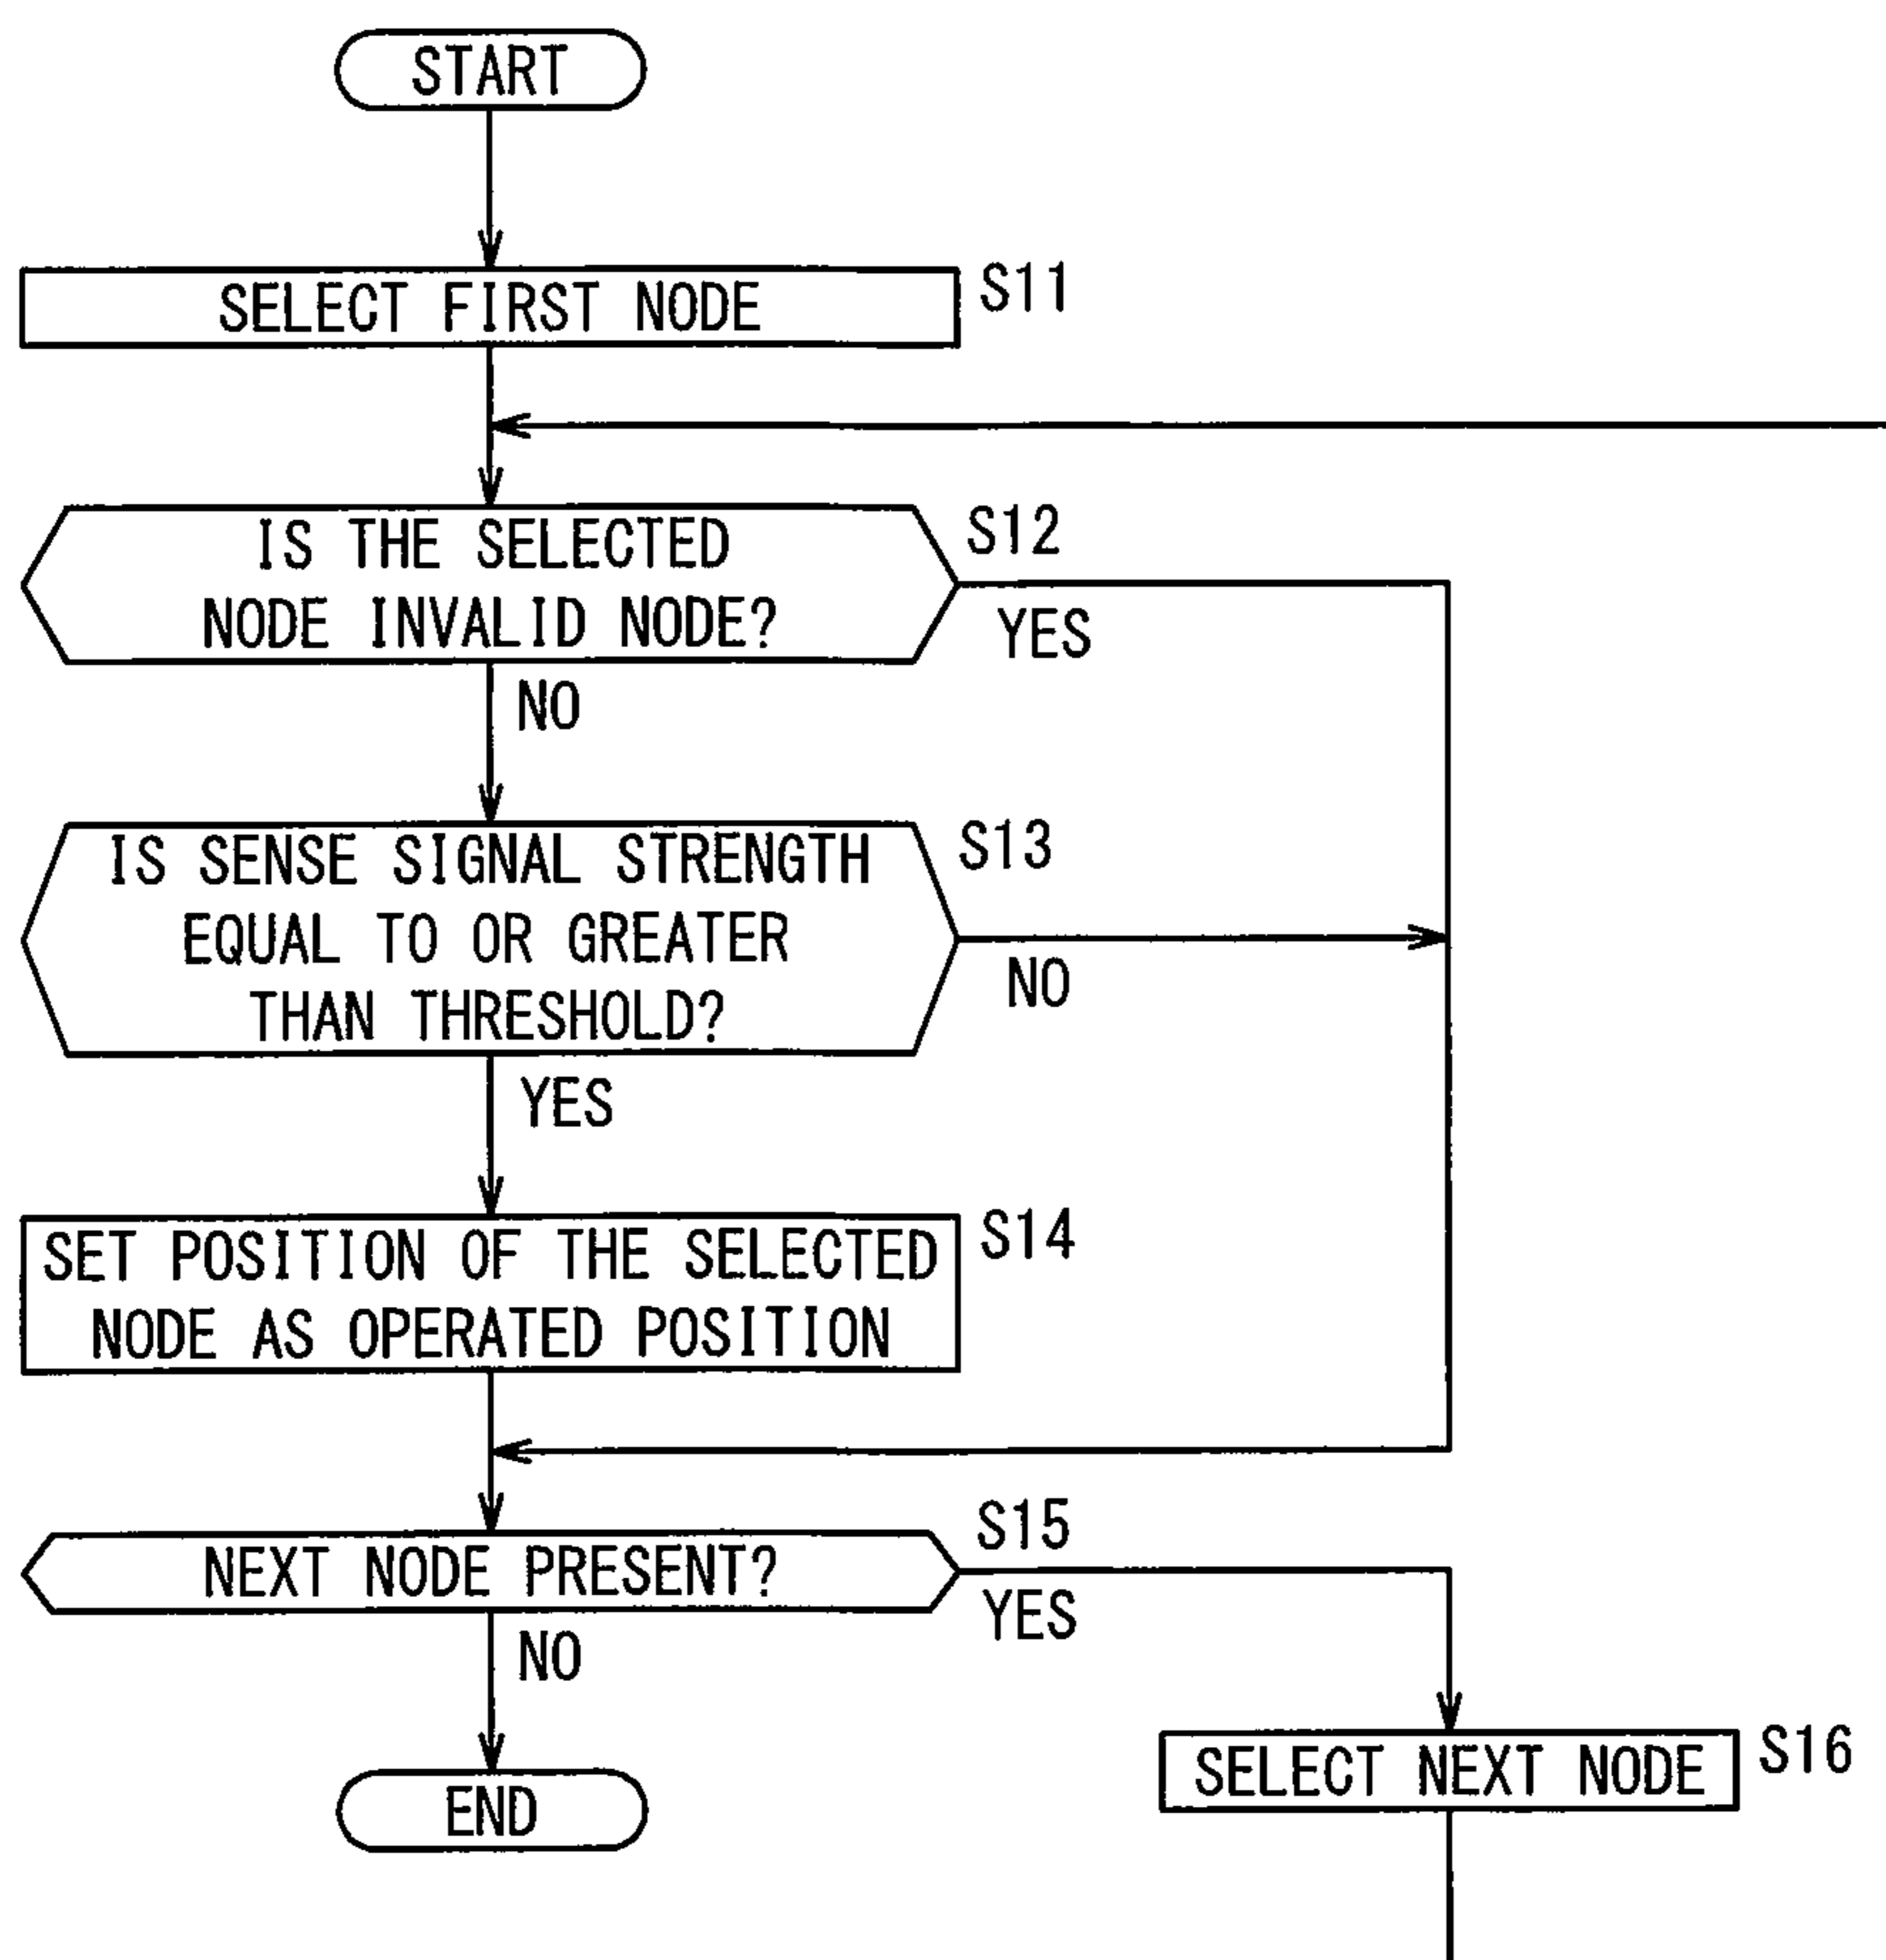 START
SELECT FIRST NODE
S11
IS THE SELECTED
NODE INVALID NODE?
S12
YES
NO
IS SENSE SIGNAL STRENGTH
EQUAL TO OR GREATER
THAN THRESHOLD?
S13
NO
YES
SET POSITION OF THE SELECTED
NODE AS OPERATED POSITION
S14
NEXT NODE PRESENT?
S15
YES
NO
SELECT NEXT NODE
S16
END